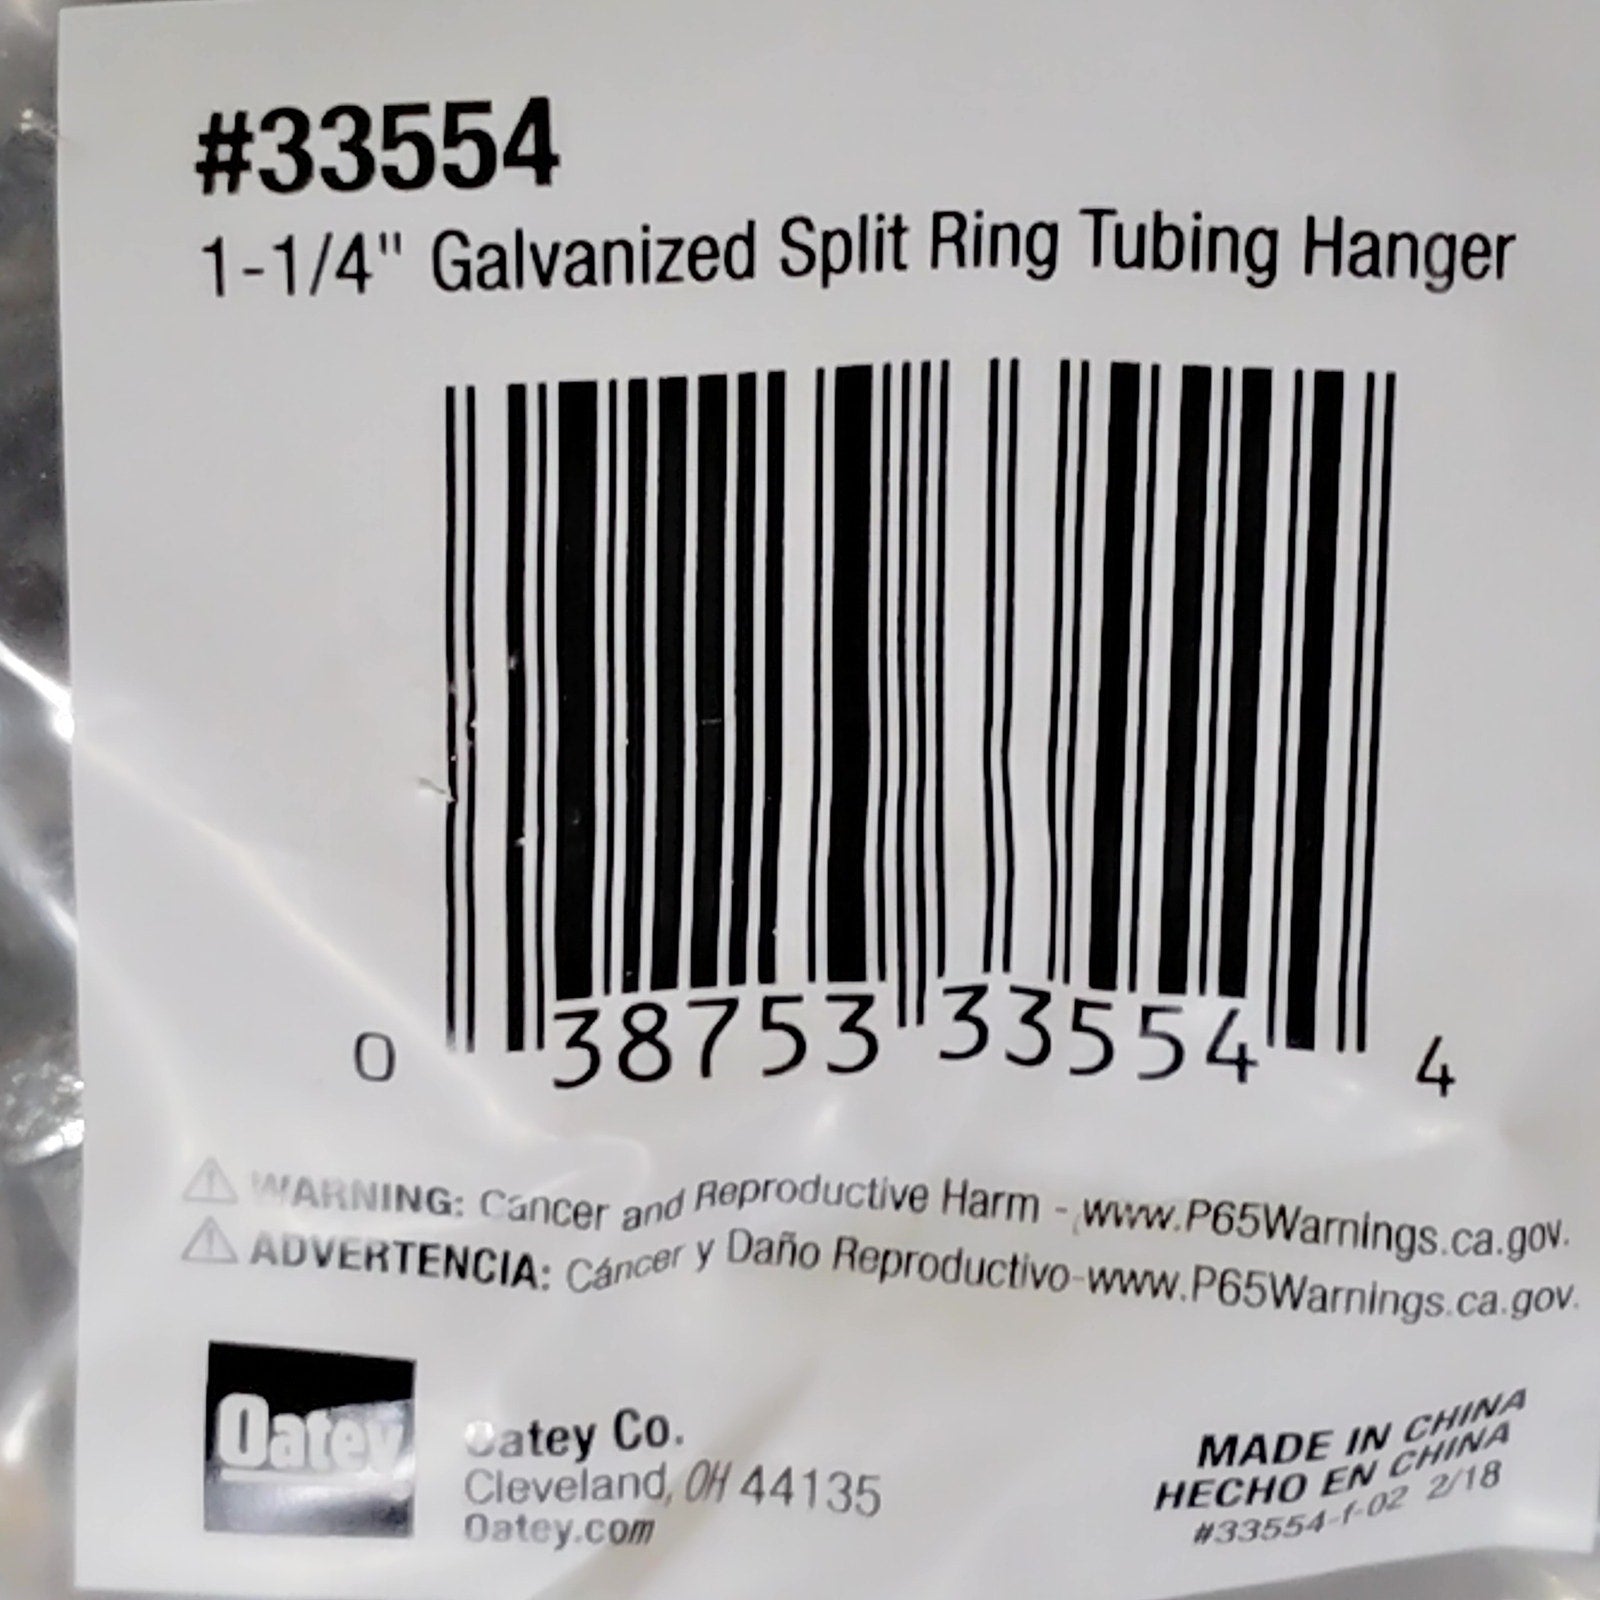 #33554
1-1/4" Galvanized Split Ring Tubing Hanger
0 38753 33554 4
⚠ WARNING: Cancer and Reproductive Harm - www.P65Warnings.ca.gov.
⚠ ADVERTENCIA: Cáncer y Daño Reproductivo-www.P65Warnings.ca.gov.
Oatey
Oatey Co.
Cleveland, OH 44135
Oatey.com
MADE IN CHINA
HECHO EN CHINA
#33554-f-02 2/18